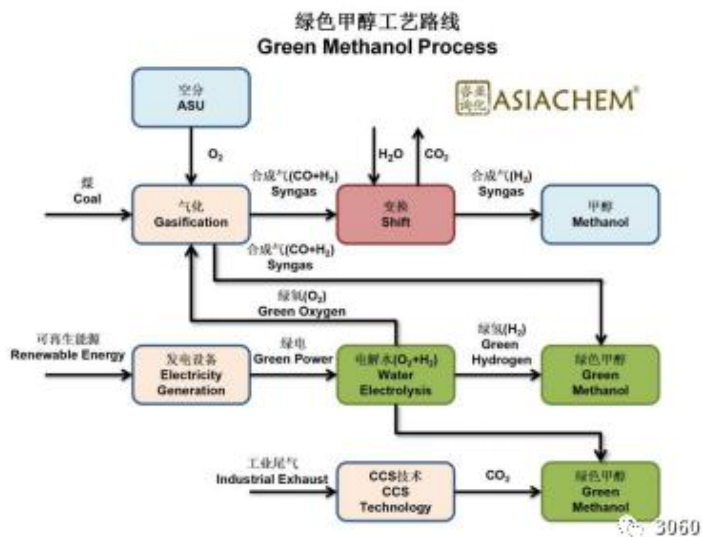 绿色甲醇工艺路线
Green Methanol Process
空分
ASU
亚化咨询
ASIACHEM®
O₂
H₂O
CO₂
煤
Coal
气化
Gasification
合成气(CO+H₂)
Syngas
变换
Shift
合成气(H₂)
Syngas
甲醇
Methanol
合成气(CO+H₂)
Syngas
绿氧(O₂)
Green Oxygen
可再生能源
Renewable Energy
发电设备
Electricity
Generation
绿电
Green Power
电解水(O₂+H₂)
Water
Electrolysis
绿氢(H₂)
Green
Hydrogen
绿色甲醇
Green
Methanol
工业尾气
Industrial Exhaust
CCS技术
CCS
Technology
CO₂
绿色甲醇
Green
Methanol
3060